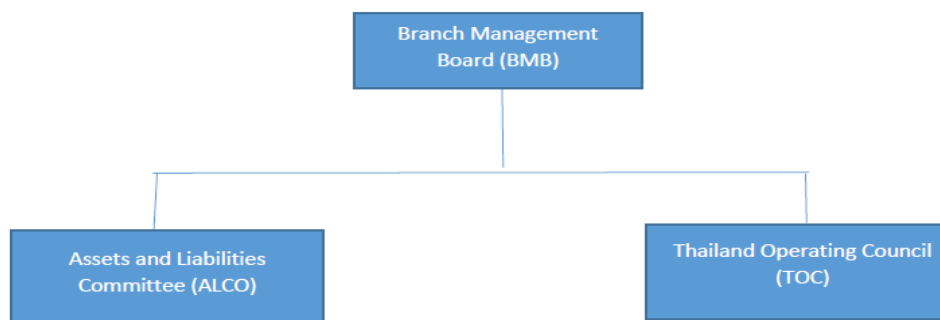 Branch Management
Board (BMB)
Assets and Liabilities
Committee (ALCO)
Thailand Operating Council
(TOC)